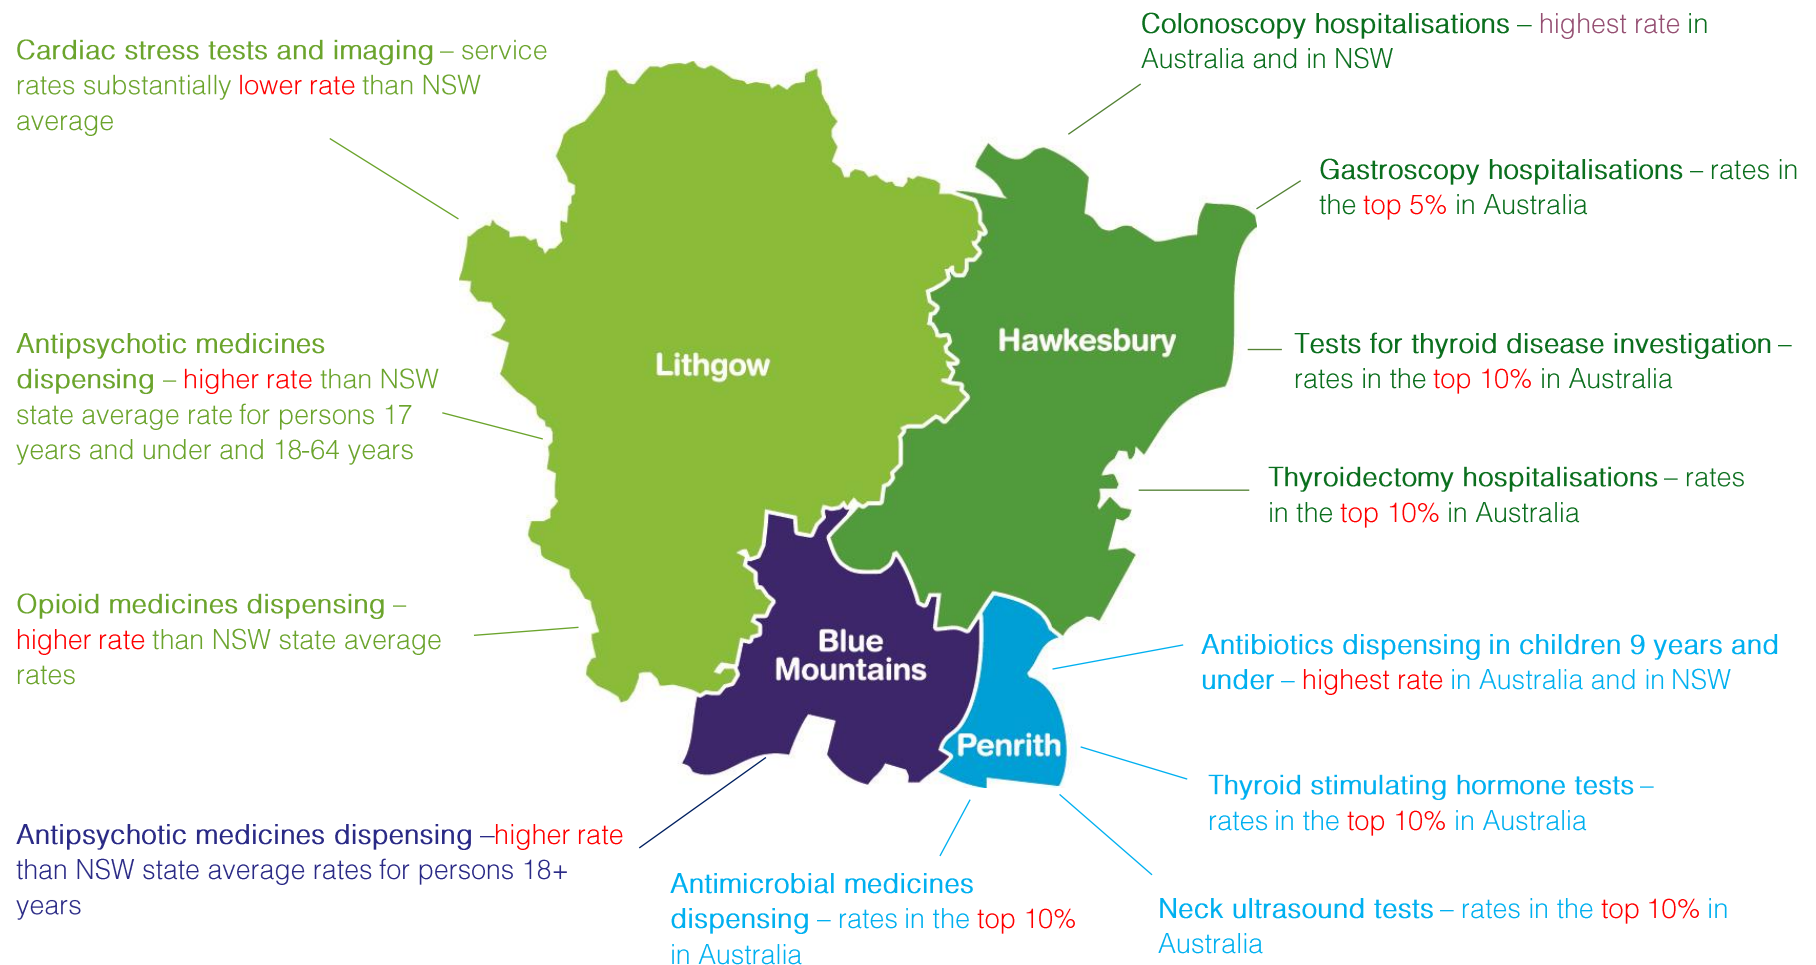 Cardiac stress tests and imaging – service
rates substantially lower rate than NSW
average
Colonoscopy hospitalisations – highest rate in
Australia and in NSW
Gastroscopy hospitalisations – rates in
the top 5% in Australia
Antipsychotic medicines
dispensing – higher rate than NSW
state average rate for persons 17
years and under and 18-64 years
Lithgow
Hawkesbury
Tests for thyroid disease investigation –
rates in the top 10% in Australia
Thyroidectomy hospitalisations – rates
in the top 10% in Australia
Opioid medicines dispensing –
higher rate than NSW state average
rates
Blue
Mountains
Antibiotics dispensing in children 9 years and
under – highest rate in Australia and in NSW
Penrith
Thyroid stimulating hormone tests –
rates in the top 10% in Australia
Antipsychotic medicines dispensing –higher rate
than NSW state average rates for persons 18+
years
Antimicrobial medicines
dispensing – rates in the top 10%
in Australia
Neck ultrasound tests – rates in the top 10% in
Australia